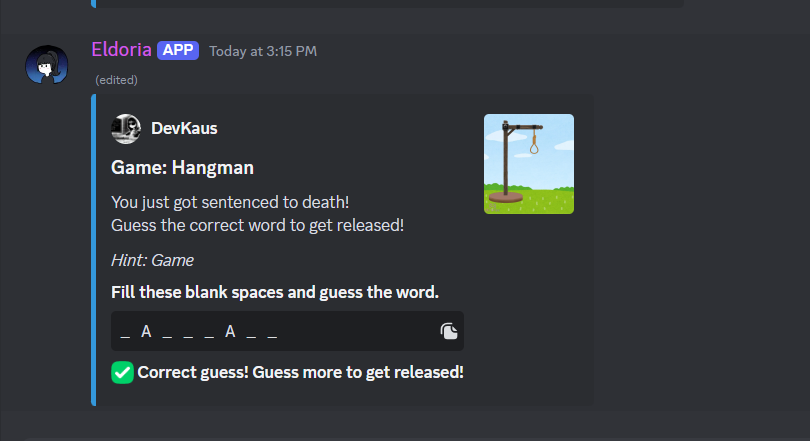 Eldoria APP Today at 3:15 PM
(edited)
DevKaus
Game: Hangman
You just got sentenced to death!
Guess the correct word to get released!
Hint: Game
Fill these blank spaces and guess the word.
_ A _ _ _ A _ _
✅ Correct guess! Guess more to get released!